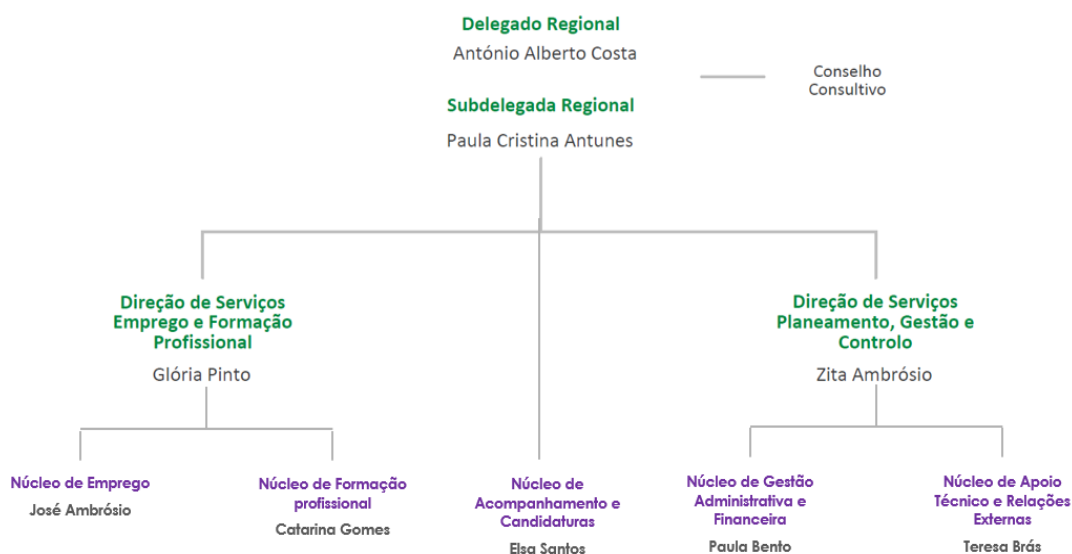 Delegado Regional
António Alberto Costa
Conselho
Consultivo
Subdelegada Regional
Paula Cristina Antunes
Direção de Serviços
Emprego e Formação
Profissional
Glória Pinto
Direção de Serviços
Planeamento, Gestão e
Controlo
Zita Ambrósio
Núcleo de Emprego
José Ambrósio
Núcleo de Formação
profissional
Catarina Gomes
Núcleo de
Acompanhamento e
Candidaturas
Elsa Santos
Núcleo de Gestão
Administrativa e
Financeira
Paula Bento
Núcleo de Apoio
Técnico e Relações
Externas
Teresa Brás